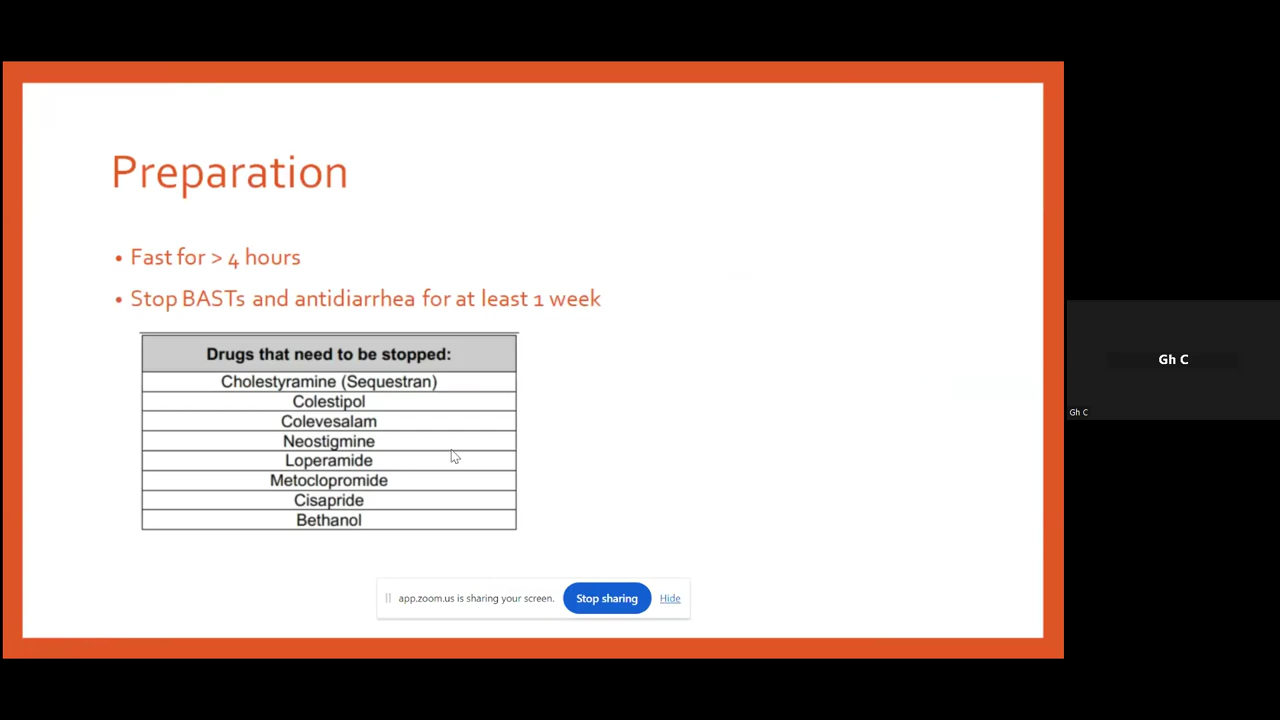 Preparation
• Fast for > 4 hours
• Stop BASTs and antidiarrhea for at least 1 week
Drugs that need to be stopped:
Cholestyramine (Sequestran)
Colestipol
Colevesalam
Neostigmine
Loperamide
Metoclopromide
Cisapride
Bethanol
app.zoom.us is sharing your screen.
Stop sharing
Hide
Gh C
Gh C